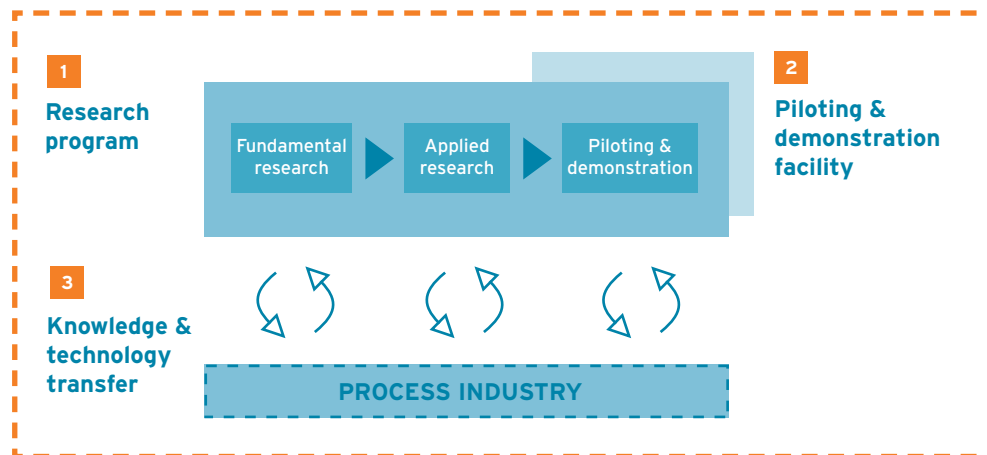 1
Research
program
Fundamental
research
Applied
research
Piloting &
demonstration
2
Piloting &
demonstration
facility
3
Knowledge &
technology
transfer
PROCESS INDUSTRY